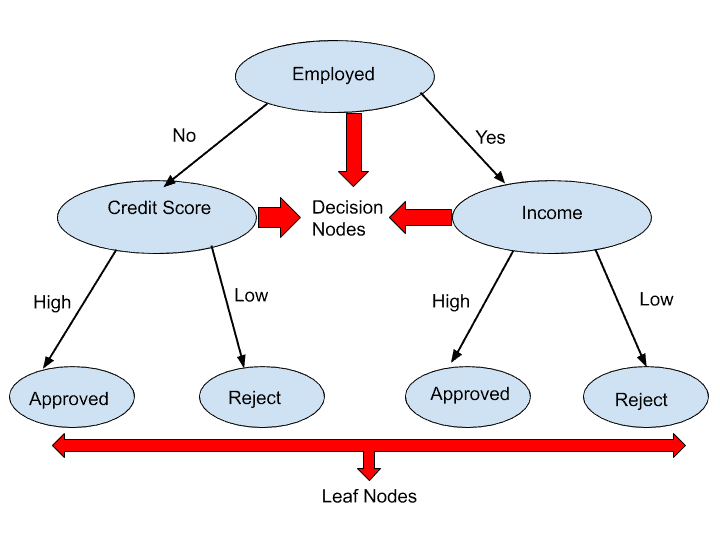 Employed
No
Yes
Credit Score
Decision
Nodes
Income
High
Low
High
Low
Approved
Reject
Approved
Reject
Leaf Nodes